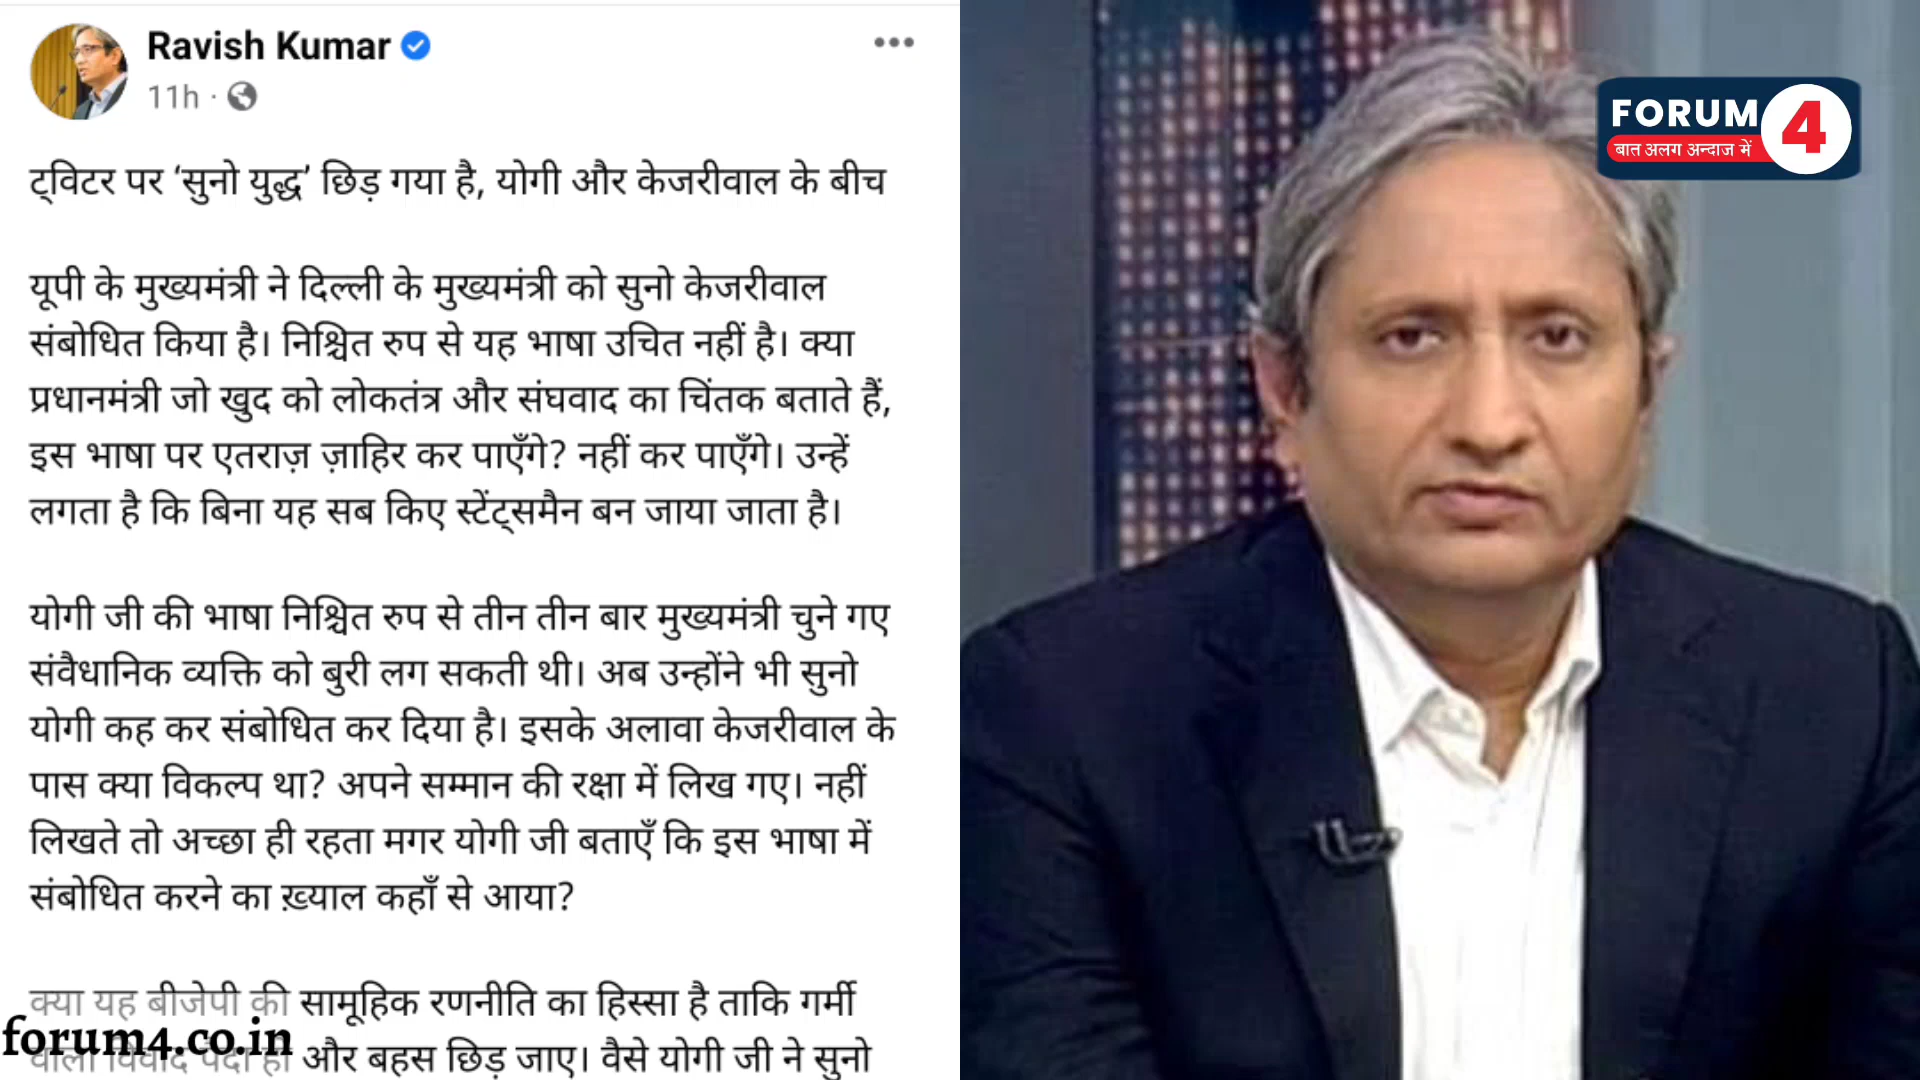 Ravish Kumar
11h ·
ट्विटर पर ‘सुनो युद्ध’ छिड़ गया है, योगी और केजरीवाल के बीच
यूपी के मुख्यमंत्री ने दिल्ली के मुख्यमंत्री को सुनो केजरीवाल
संबोधित किया है। निश्चित रुप से यह भाषा उचित नहीं है। क्या
प्रधानमंत्री जो खुद को लोकतंत्र और संघवाद का चिंतक बताते हैं,
इस भाषा पर एतराज़ ज़ाहिर कर पाएँगे? नहीं कर पाएँगे। उन्हें
लगता है कि बिना यह सब किए स्टेंट्समैन बन जाया जाता है।
योगी जी की भाषा निश्चित रुप से तीन तीन बार मुख्यमंत्री चुने गए
संवैधानिक व्यक्ति को बुरी लग सकती थी। अब उन्होंने भी सुनो
योगी कह कर संबोधित कर दिया है। इसके अलावा केजरीवाल के
पास क्या विकल्प था? अपने सम्मान की रक्षा में लिख गए। नहीं
लिखते तो अच्छा ही रहता मगर योगी जी बताएँ कि इस भाषा में
संबोधित करने का ख़्याल कहाँ से आया?
क्या यह बीजेपी की सामूहिक रणनीति का हिस्सा है ताकि गर्मी
वाला विवाद पैदा हो और बहस छिड़ जाए। वैसे योगी जी ने सुनो
forum4.co.in
FORUM 4
बात अलग अन्दाज में